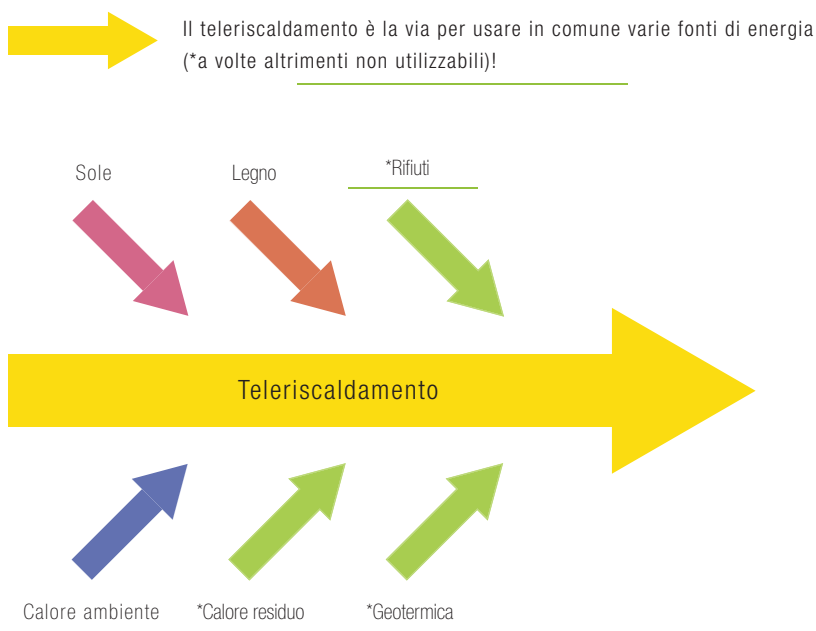 Il teleriscaldamento è la via per usare in comune varie fonti di energia
(*a volte altrimenti non utilizzabili)!
Sole
Legno
*Rifiuti
Teleriscaldamento
Calore ambiente
*Calore residuo
*Geotermica